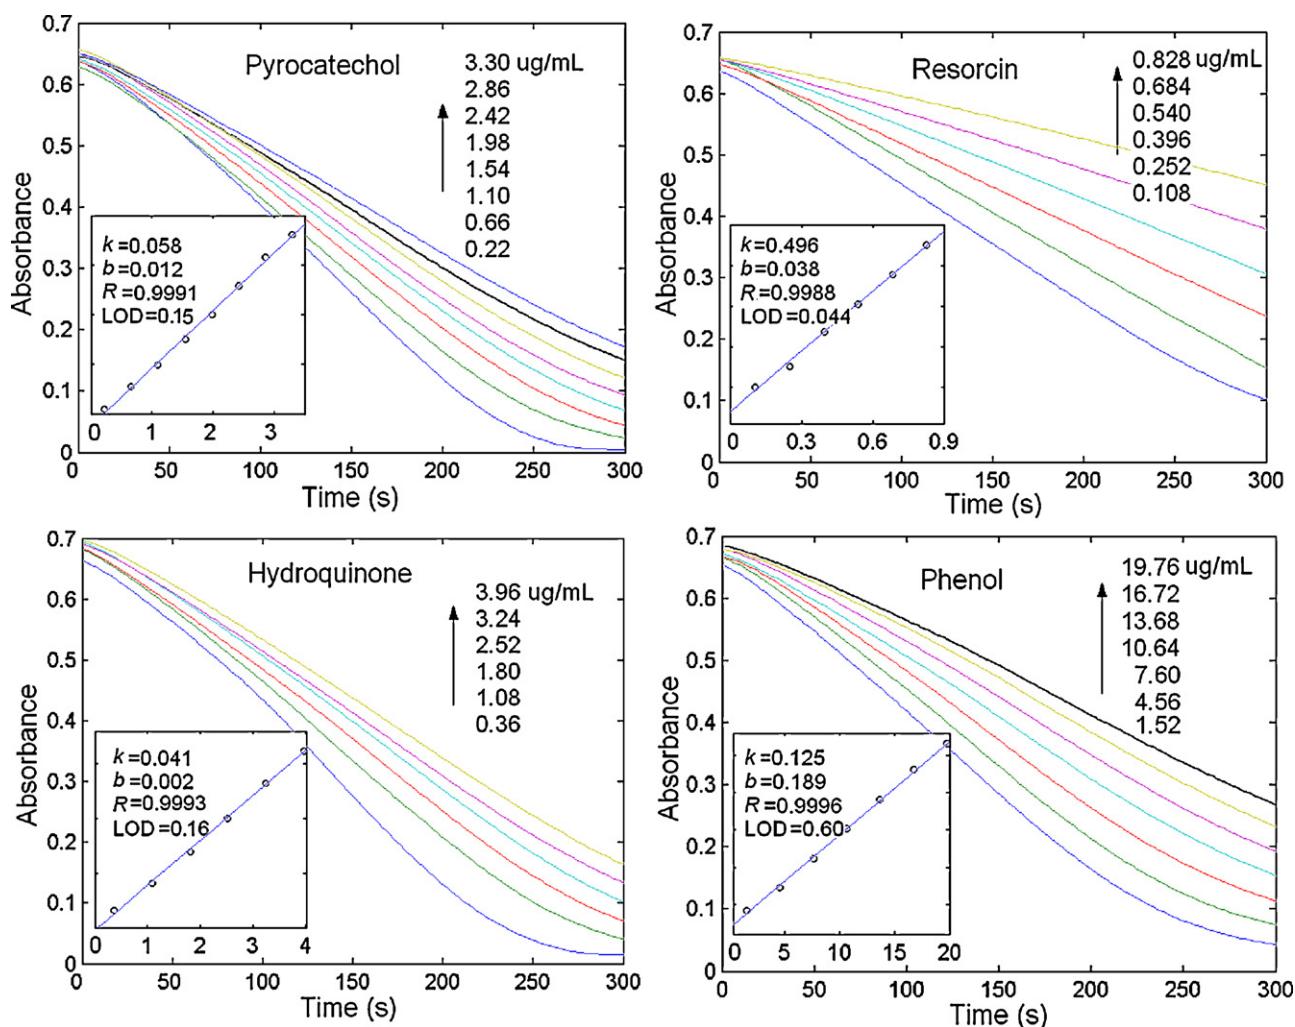 Pyrocatechol
3.30 ug/mL
2.86
2.42
1.98
1.54
1.10
0.66
0.22
0.7
0.6
0.5
0.4
0.3
0.2
0.1
0
Absorbance
k=0.058
b=0.012
R=0.9991
LOD=0.15
0 1 2 3
0 50 100 150 200 250 300
Time (s)
Resorcin
0.828 ug/mL
0.684
0.540
0.396
0.252
0.108
0.7
0.6
0.5
0.4
0.3
0.2
0.1
0
Absorbance
k=0.496
b=0.038
R=0.9988
LOD=0.044
0 0.3 0.6 0.9
0 50 100 150 200 250 300
Time (s)
Hydroquinone
3.96 ug/mL
3.24
2.52
1.80
1.08
0.36
0.7
0.6
0.5
0.4
0.3
0.2
0.1
0
Absorbance
k=0.041
b=0.002
R=0.9993
LOD=0.16
0 1 2 3 4
0 50 100 150 200 250 300
Time (s)
Phenol
19.76 ug/mL
16.72
13.68
10.64
7.60
4.56
1.52
0.7
0.6
0.5
0.4
0.3
0.2
0.1
0
Absorbance
k=0.125
b=0.189
R=0.9996
LOD=0.60
0 5 10 15 20
0 50 100 150 200 250 300
Time (s)